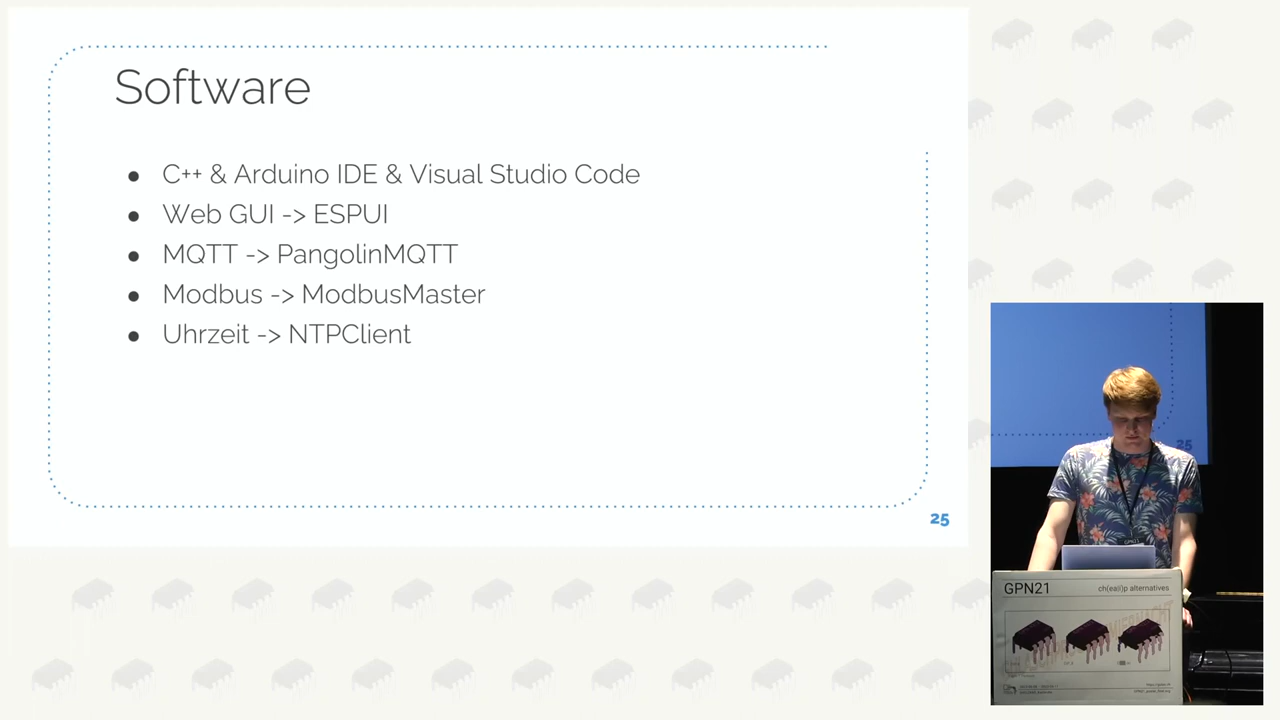 Software
● C++ & Arduino IDE & Visual Studio Code
● Web GUI -> ESPUI
● MQTT -> PangolinMQTT
● Modbus -> ModbusMaster
● Uhrzeit -> NTPClient
25
25
GPN21
ch(ea(i)p alternatives